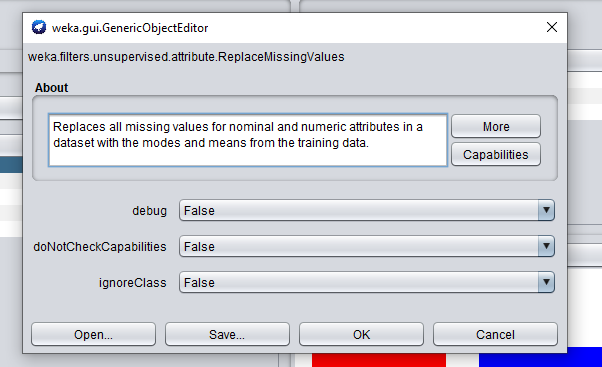 weka.gui.GenericObjectEditor
weka.filters.unsupervised.attribute.ReplaceMissingValues
About
Replaces all missing values for nominal and numeric attributes in a
dataset with the modes and means from the training data.
More
Capabilities
debug False
doNotCheckCapabilities False
ignoreClass False
Open... Save... OK Cancel